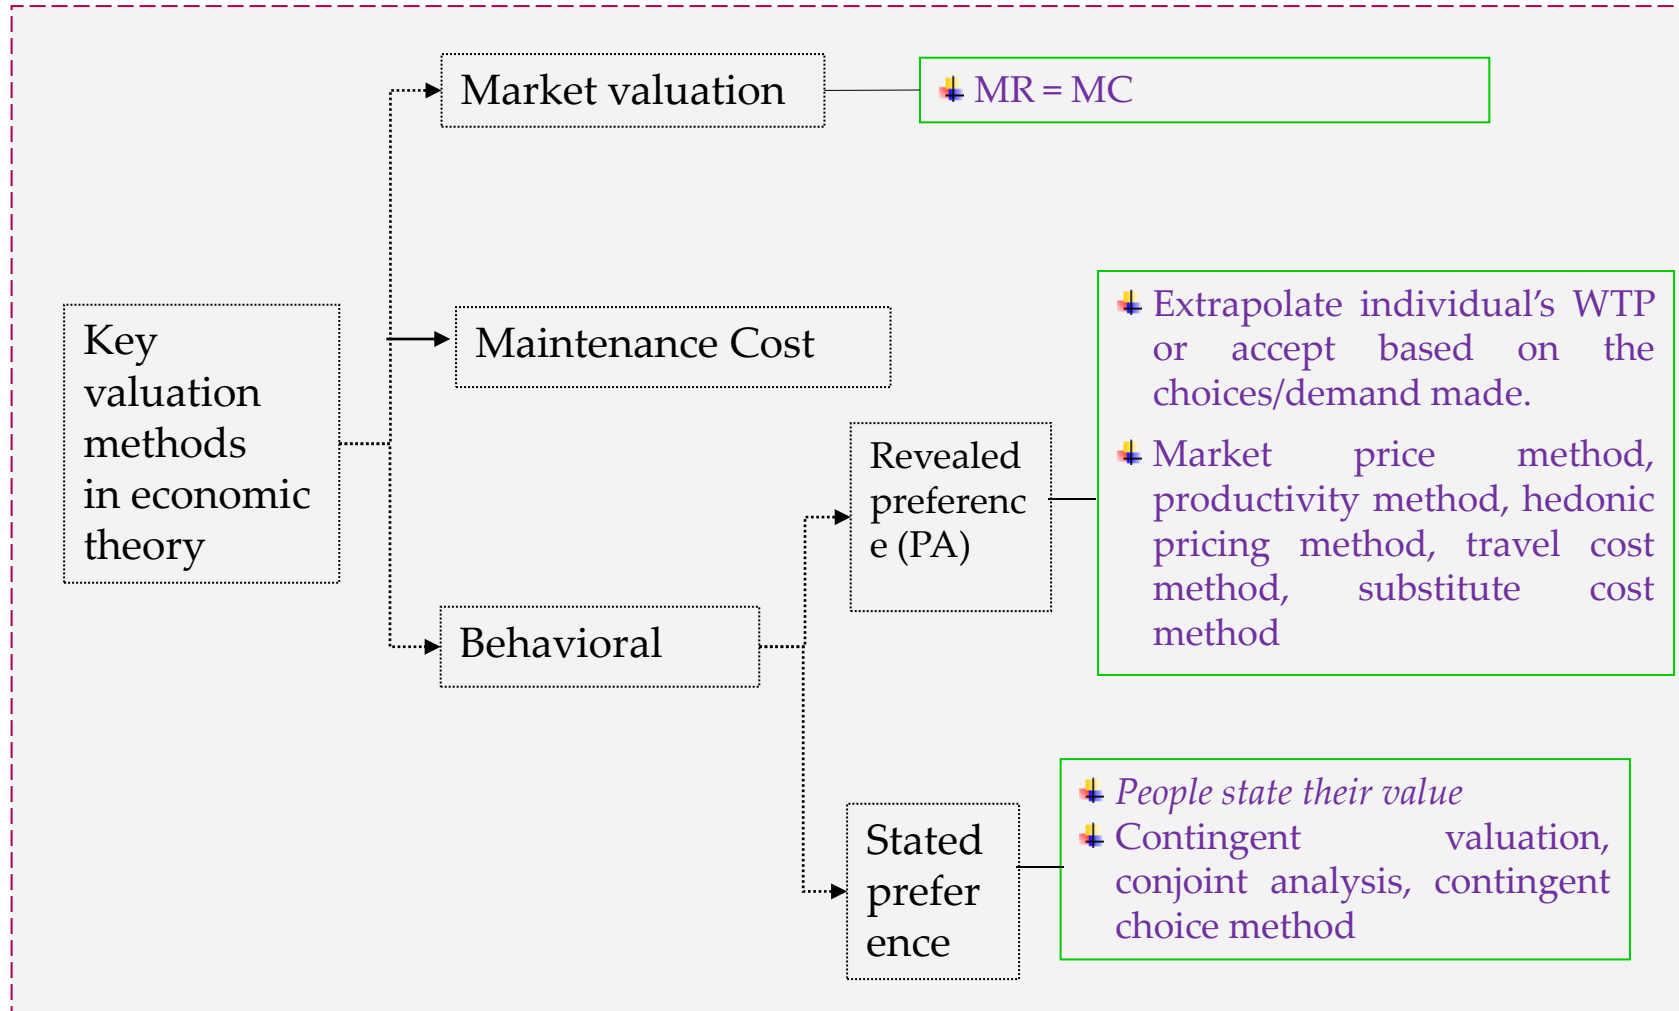 Market valuation
MR = MC
Key
valuation
methods
in economic
theory
Maintenance Cost
Behavioral
Revealed
preferenc
e (PA)
Extrapolate individual’s WTP
or accept based on the
choices/demand made.
Market price method,
productivity method, hedonic
pricing method, travel cost
method, substitute cost
method
Stated
prefer
ence
People state their value
Contingent valuation,
conjoint analysis, contingent
choice method